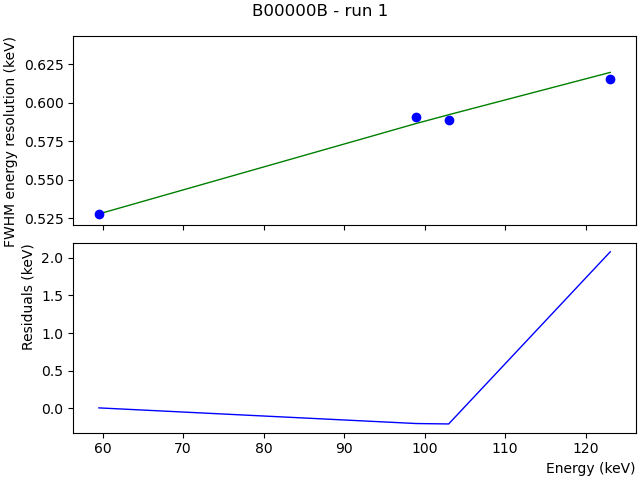 B00000B - run 1
FWHM energy resolution (keV)
0.625
0.600
0.575
0.550
0.525
Residuals (keV)
2.0
1.5
1.0
0.5
0.0
60 70 80 90 100 110 120
Energy (keV)